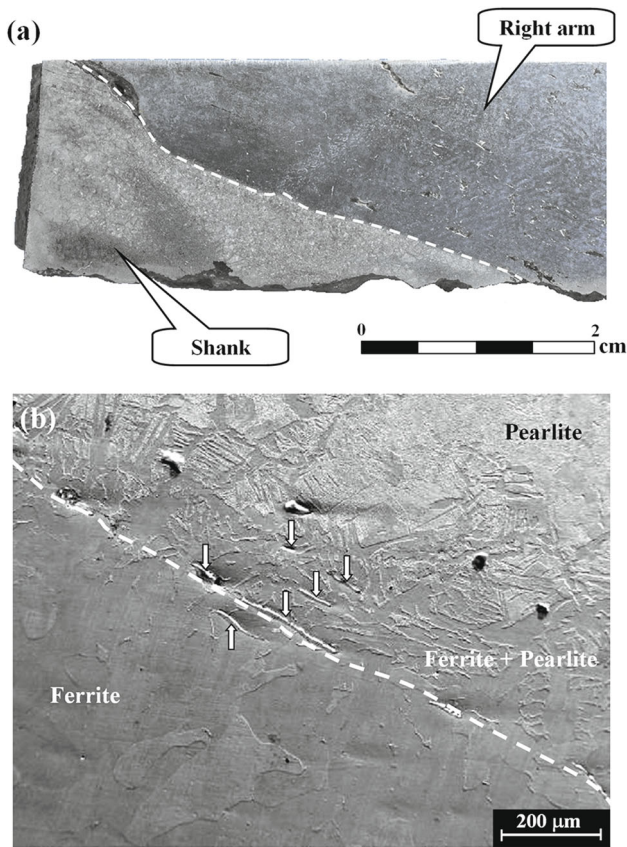 (a)
Right arm
Shank
0 2
cm
(b)
Pearlite
Ferrite + Pearlite
Ferrite
200 μm